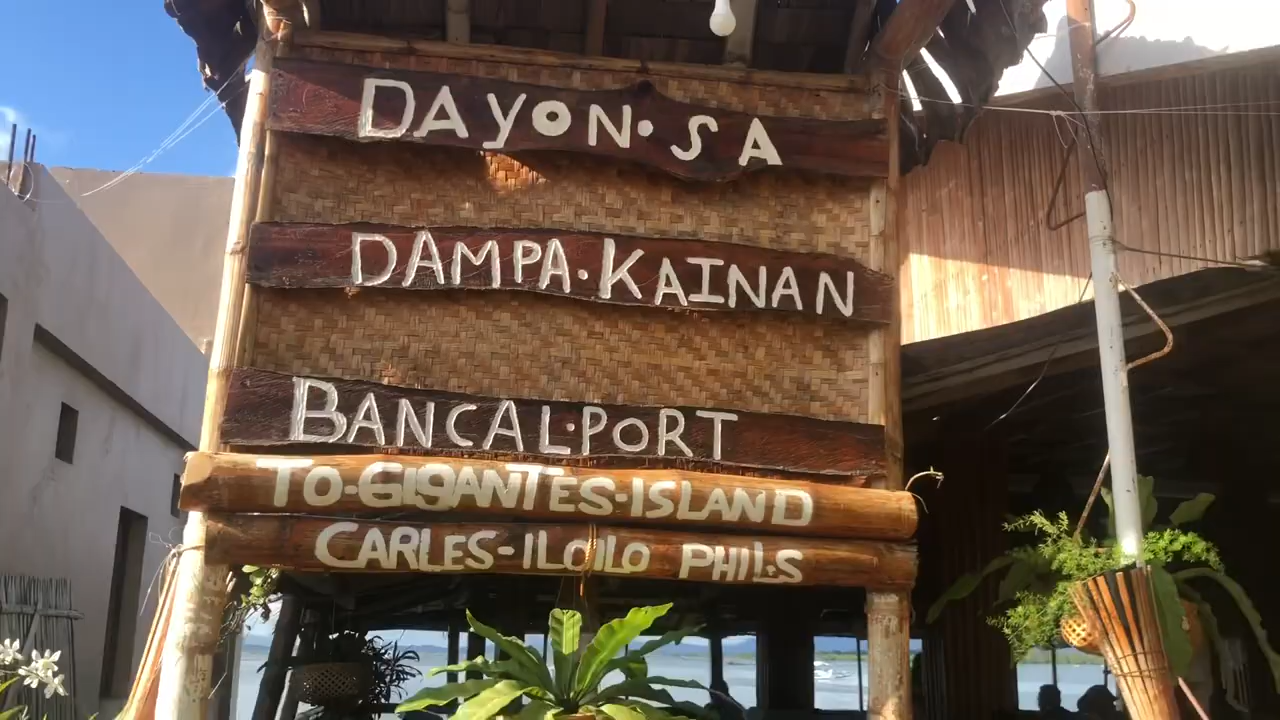 DAYON·SA
DAMPA·KAINAN
BANCAL·PORT
TO-GIGANTES-ISLAND
CARLES-ILOILO PHILS